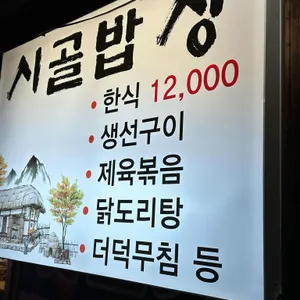 시골밥상
• 한식 12,000
• 생선구이
• 제육볶음
• 닭도리탕
• 더덕무침 등